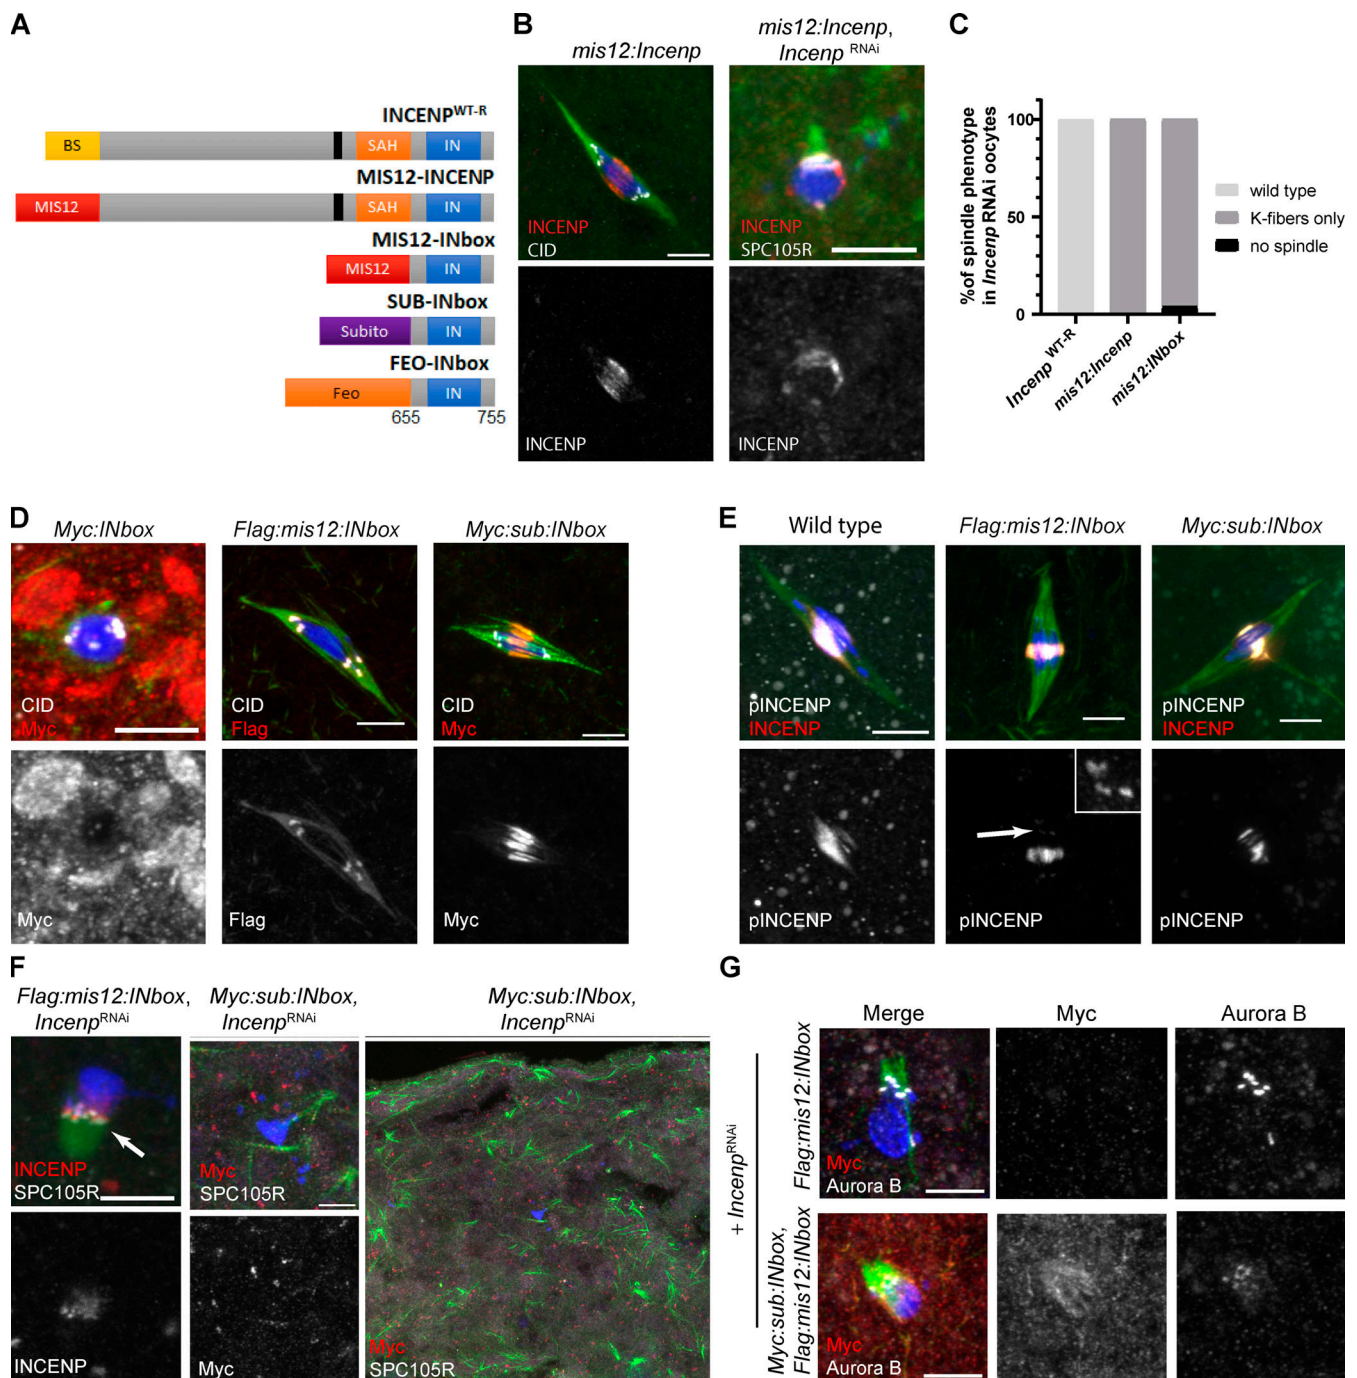 A
INCENP^WT-R
BS
SAH
IN
MIS12-INCENP
MIS12
SAH
IN
MIS12-INbox
MIS12
IN
SUB-INbox
Subito
IN
FEO-INbox
Feo
IN
655
755
B
mis12:Incenp
mis12:Incenp,
Incenp RNAi
INCENP
CID
INCENP
SPC105R
INCENP
INCENP
C
%of spindle phenotype
in Incenp RNAi oocytes
100
50
0
Incenp WT-R
mis12:Incenp
mis12:INbox
wild type
K-fibers only
no spindle
D
Myc:INbox
Flag:mis12:INbox
Myc:sub:INbox
CID
Myc
CID
Flag
CID
Myc
Myc
Flag
Myc
E
Wild type
Flag:mis12:INbox
Myc:sub:INbox
pINCENP
INCENP
pINCENP
INCENP
pINCENP
pINCENP
pINCENP
F
Flag:mis12:INbox,
Incenp^RNAi
Myc:sub:INbox,
Incenp^RNAi
Myc:sub:INbox,
Incenp^RNAi
INCENP
SPC105R
Myc
SPC105R
Myc
SPC105R
INCENP
Myc
G
Merge
Myc
Aurora B
+ Incenp^RNAi
Flag:mis12:INbox
Myc
Aurora B
Myc:sub:INbox,
Flag:mis12:INbox
Myc
Aurora B